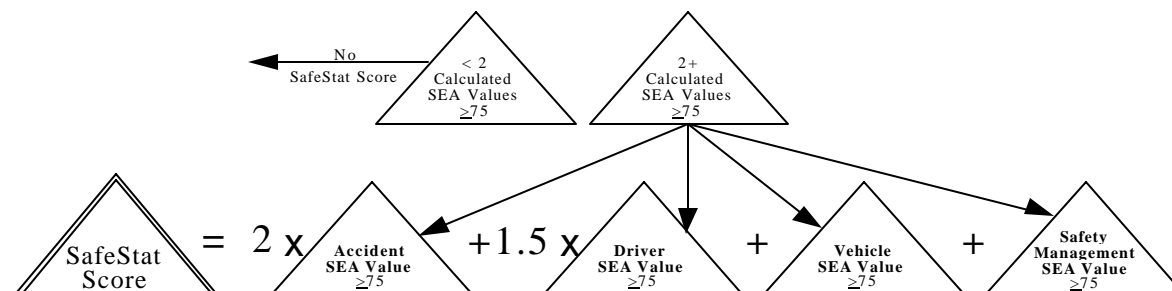 No
SafeStat Score
< 2
Calculated
SEA Values
≥75
2+
Calculated
SEA Values
≥75
SafeStat
Score
= 2 x
Accident
SEA Value
≥75
+1.5 x
Driver
SEA Value
≥75
+
Vehicle
SEA Value
≥75
+
Safety
Management
SEA Value
≥75